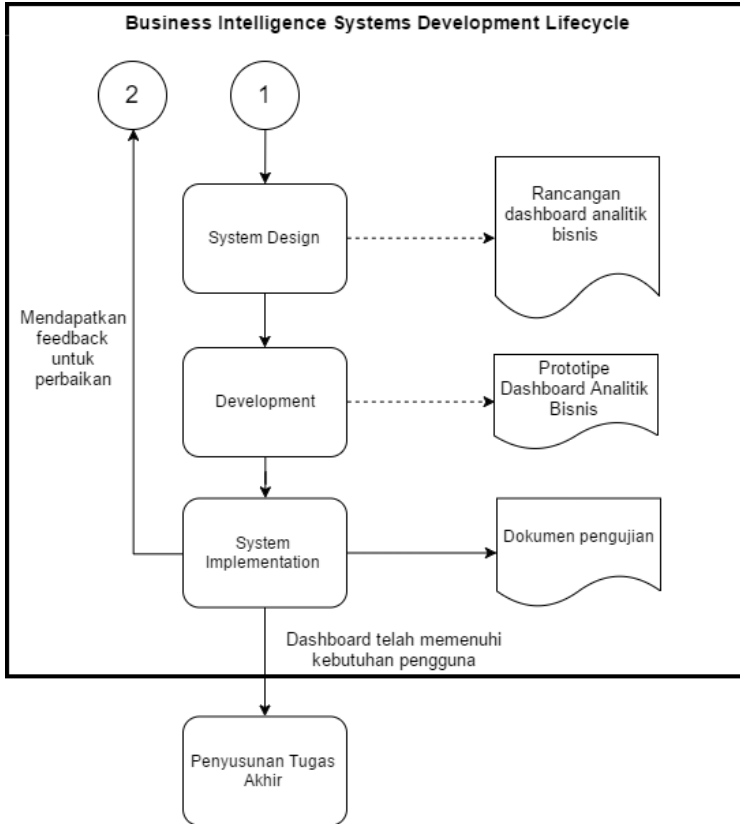 Business Intelligence Systems Development Lifecycle
2
1
System Design
Rancangan
dashboard analitik
bisnis
Mendapatkan
feedback
untuk
perbaikan
Development
Prototipe
Dashboard Analitik
Bisnis
System
Implementation
Dokumen pengujian
Dashboard telah memenuhi
kebutuhan pengguna
Penyusunan Tugas
Akhir